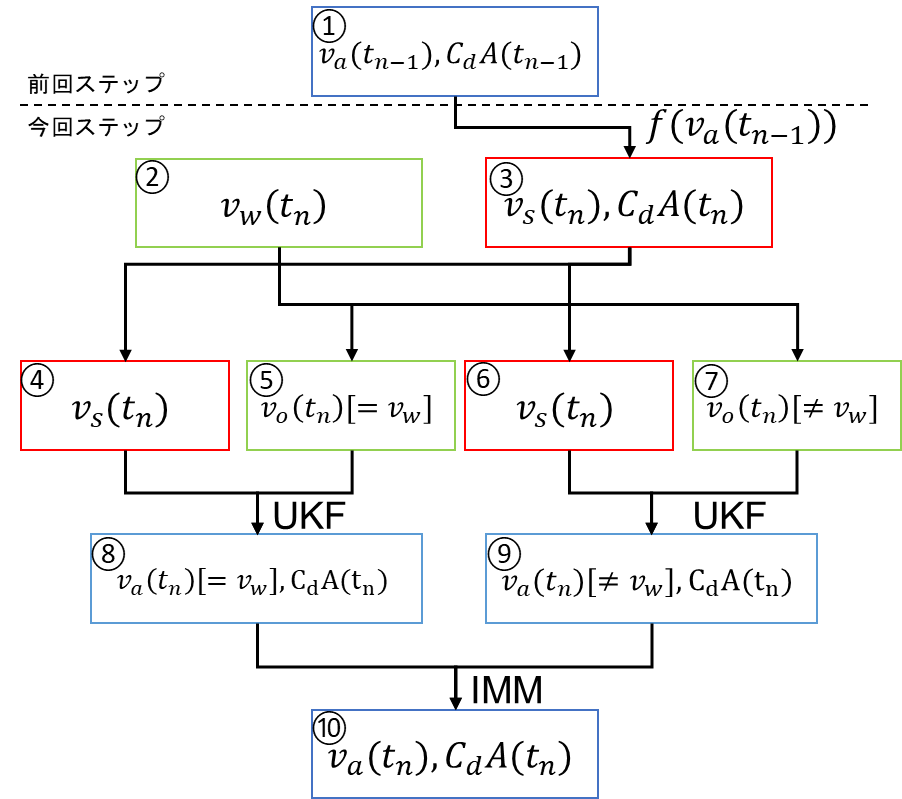 ①
v_a(t_{n−1}), C_dA(t_{n−1})
前回ステップ
今回ステップ
f(v_a(t_{n−1}))
②
v_w(t_n)
③
v_s(t_n), C_dA(t_n)
④
v_s(t_n)
⑤
v_o(t_n)[= v_w]
⑥
v_s(t_n)
⑦
v_o(t_n)[≠ v_w]
UKF
UKF
⑧
v_a(t_n)[= v_w], C_dA(t_n)
⑨
v_a(t_n)[≠ v_w], C_dA(t_n)
IMM
⑩
v_a(t_n), C_dA(t_n)